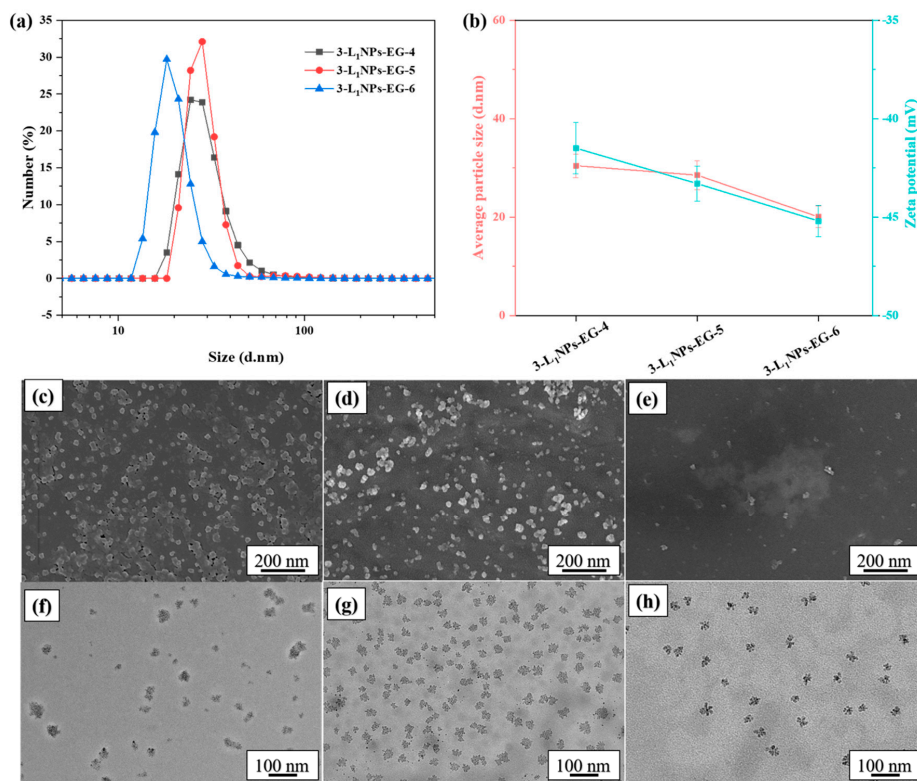 (a)
35
30
25
20
15
10
5
0
Number (%)
10
100
Size (d.nm)
3-L₁NPs-EG-4
3-L₁NPs-EG-5
3-L₁NPs-EG-6
(b)
60
40
20
0
Average particle size (d.nm)
-35
-40
-45
-50
Zeta potential (mV)
3-L₁NPs-EG-4
3-L₁NPs-EG-5
3-L₁NPs-EG-6
(c)
200 nm
(d)
200 nm
(e)
200 nm
(f)
100 nm
(g)
100 nm
(h)
100 nm